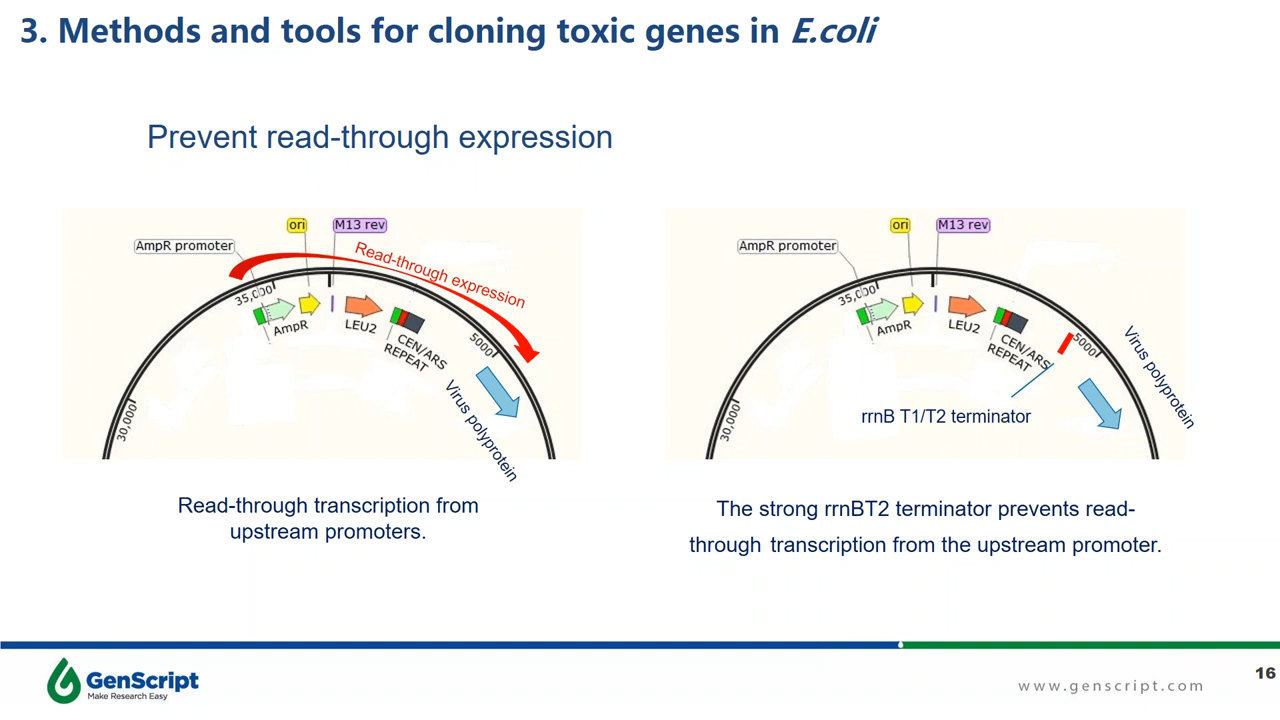 3. Methods and tools for cloning toxic genes in E.coli
Prevent read-through expression
ori
M13 rev
AmpR promoter
Read-through expression
35,000
AmpR
LEU2
CEN/ARS
REPEAT
5000
30,000
Virus polyprotein
ori
M13 rev
AmpR promoter
35,000
AmpR
LEU2
CEN/ARS
REPEAT
5000
30,000
Virus polyprotein
rrnB T1/T2 terminator
Read-through transcription from
upstream promoters.
The strong rrnBT2 terminator prevents read-
through transcription from the upstream promoter.
GenScript
Make Research Easy
www.genscript.com
16